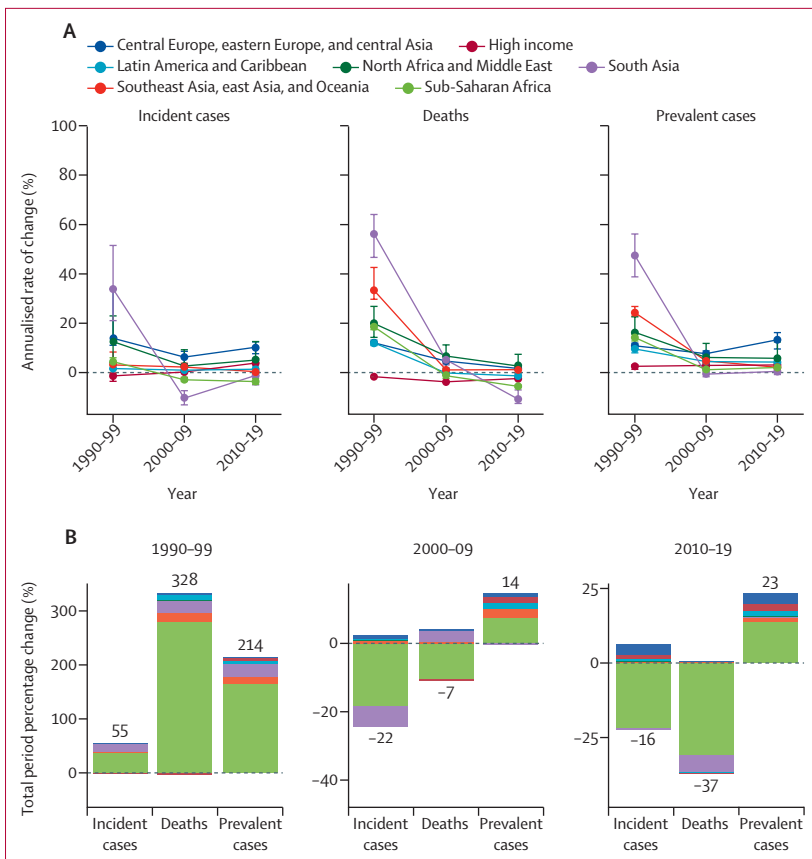 A
Central Europe, eastern Europe, and central Asia High income
Latin America and Caribbean North Africa and Middle East South Asia
Southeast Asia, east Asia, and Oceania Sub-Saharan Africa
Incident cases Deaths Prevalent cases
Annualised rate of change (%)
100
80
60
40
20
0
1990–99 2000–09 2010–19 1990–99 2000–09 2010–19 1990–99 2000–09 2010–19
Year Year Year
B
1990–99 2000–09 2010–19
Total period percentage change (%)
300
200
100
0
55 328 214
0
–20
–40
–22 –7 14
25
0
–25
–16 –37 23
Incident cases Deaths Prevalent cases Incident cases Deaths Prevalent cases Incident cases Deaths Prevalent cases